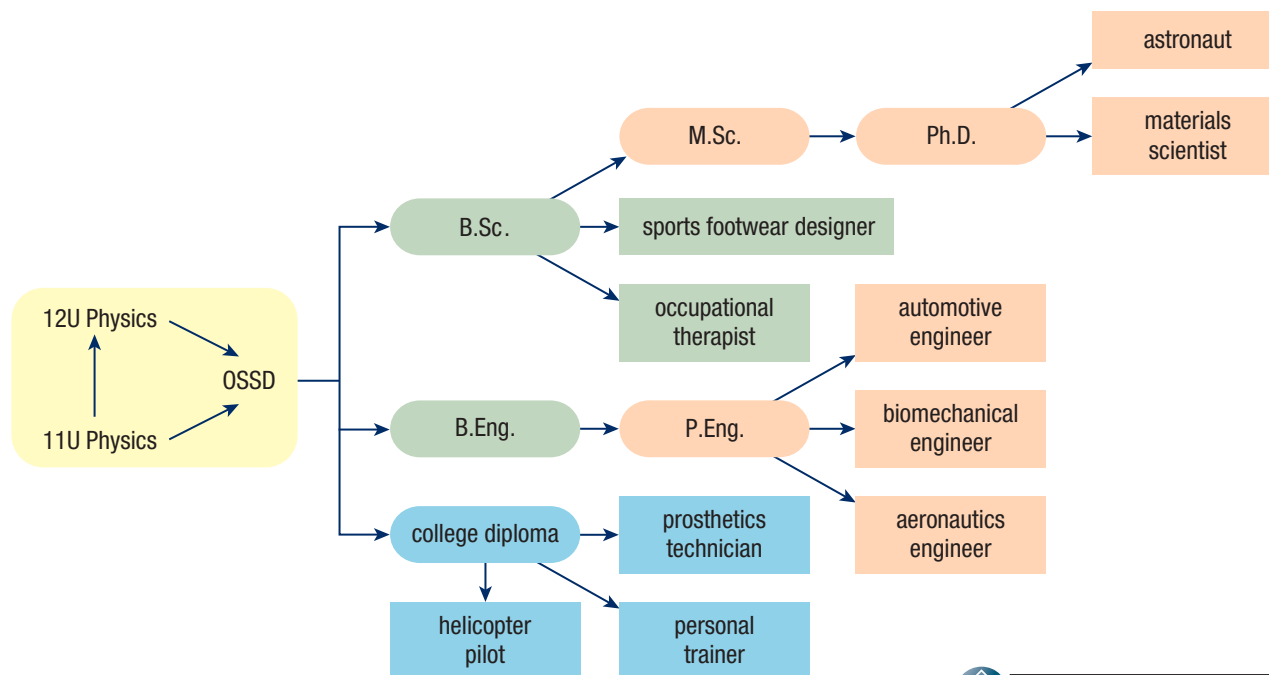 astronaut
M.Sc.
Ph.D.
materials
scientist
B.Sc.
sports footwear designer
occupational
therapist
automotive
engineer
12U Physics
OSSD
11U Physics
B.Eng.
P.Eng.
biomechanical
engineer
college diploma
prosthetics
technician
aeronautics
engineer
helicopter
pilot
personal
trainer